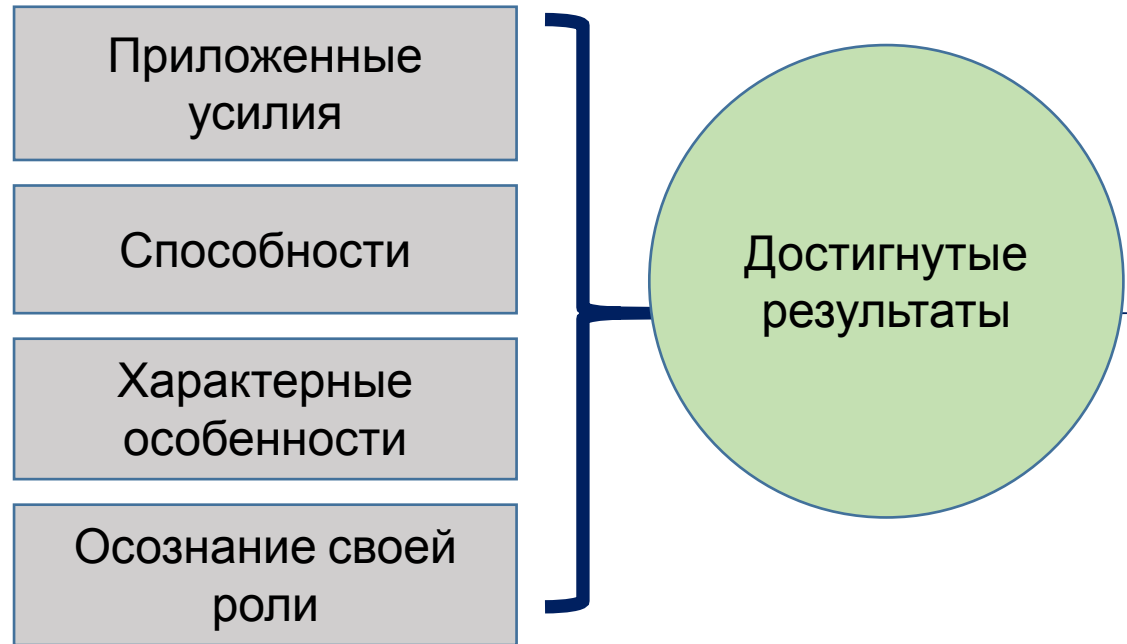 Приложенные
усилия
Способности
Характерные
особенности
Осознание своей
роли
Достигнутые
результаты